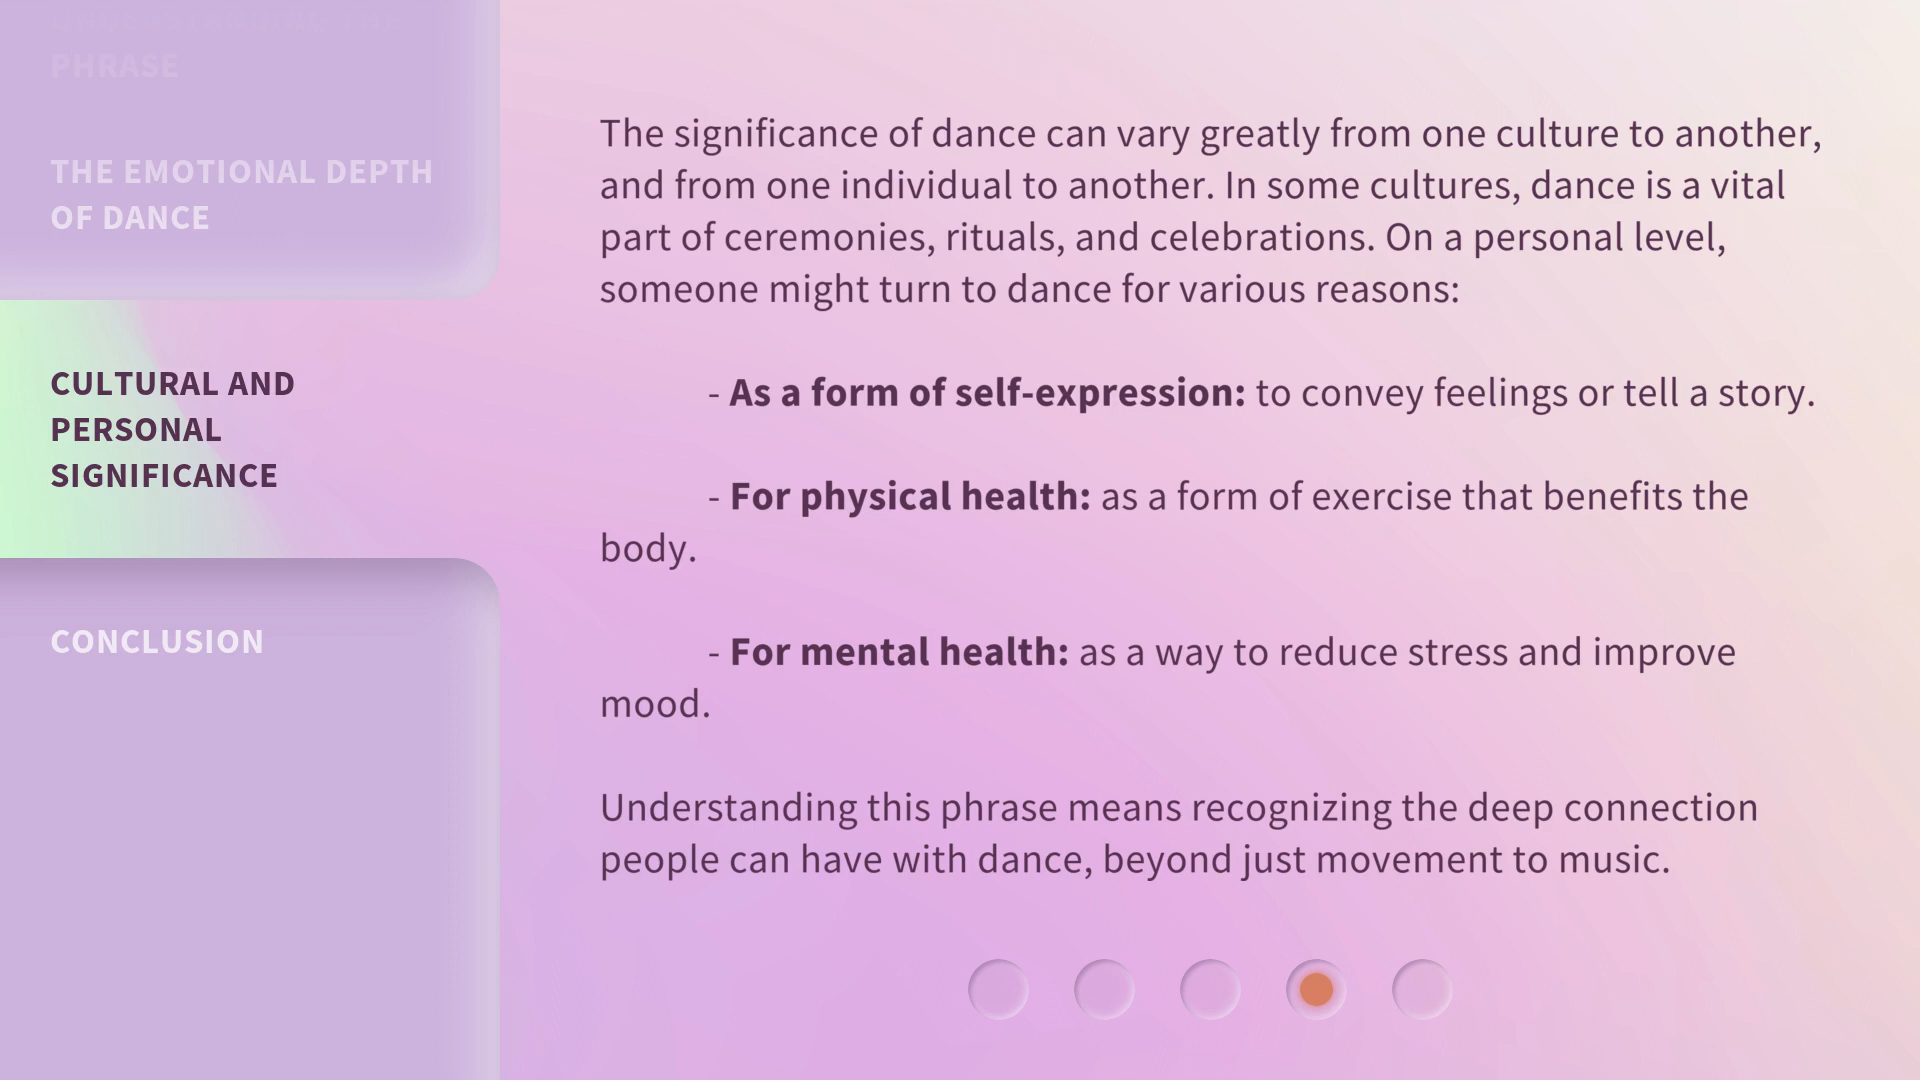 PHRASE
THE EMOTIONAL DEPTH
OF DANCE
CULTURAL AND
PERSONAL
SIGNIFICANCE
CONCLUSION
The significance of dance can vary greatly from one culture to another,
and from one individual to another. In some cultures, dance is a vital
part of ceremonies, rituals, and celebrations. On a personal level,
someone might turn to dance for various reasons:
- As a form of self-expression: to convey feelings or tell a story.
- For physical health: as a form of exercise that benefits the
body.
- For mental health: as a way to reduce stress and improve
mood.
Understanding this phrase means recognizing the deep connection
people can have with dance, beyond just movement to music.